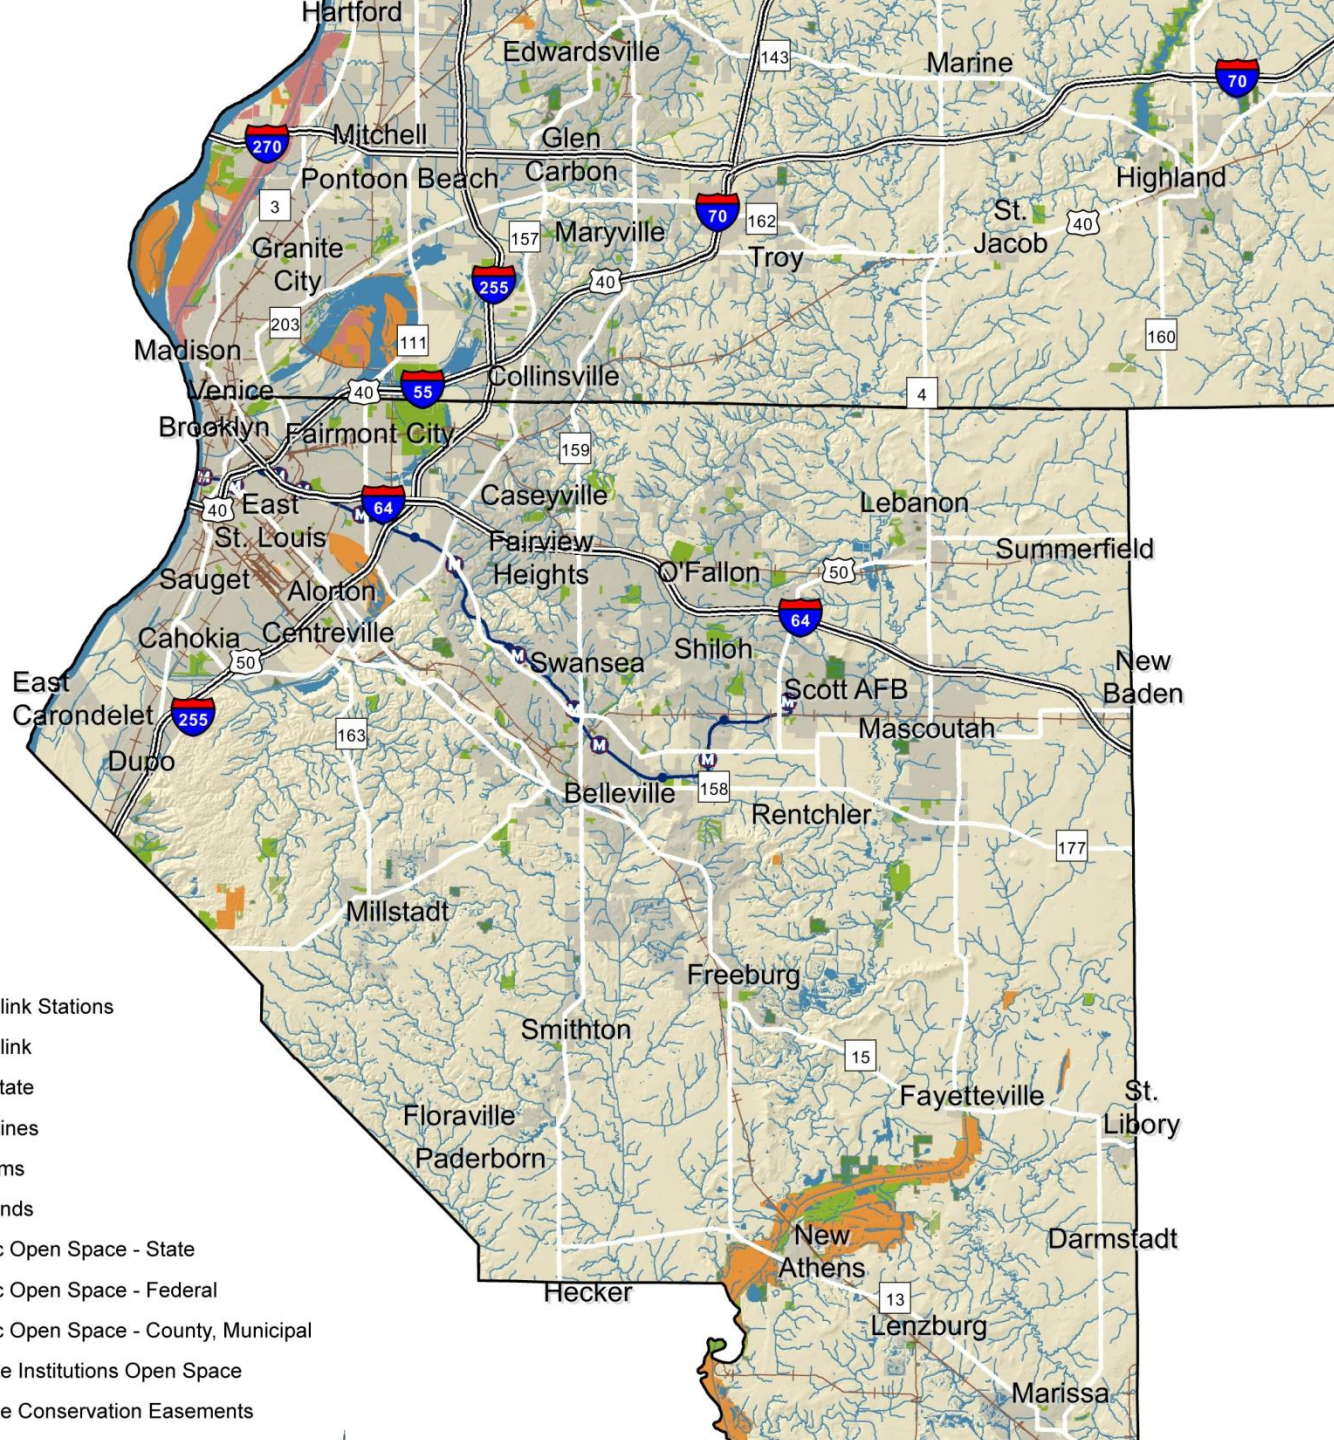 Hartford
Edwardsville
143
Marine
70
270
Mitchell
Glen
Carbon
Pontoon Beach
Highland
3
70
162
St.
Jacob
40
157
Maryville
Granite
City
Troy
255
40
203
111
160
Madison
Collinsville
Venice
40
55
4
Brooklyn
Fairmont City
159
M
M
M
M
40
East
St. Louis
64
Caseyville
Lebanon
Fairview
Heights
Summerfield
M
O'Fallon
50
Sauget
Alorton
64
Cahokia
Centreville
Shiloh
50
M
Swansea
New
Baden
East
Carondelet
255
Scott AFB
M
M
163
Mascoutah
M
Dupo
M
Belleville
158
Rentchler
177
Millstadt
Freeburg
link Stations
Smithton
link
15
tate
Fayetteville
St.
Libory
Floraville
ines
Paderborn
ms
nds
New
Athens
Darmstadt
c Open Space - State
Hecker
c Open Space - Federal
13
Lenzburg
c Open Space - County, Municipal
e Institutions Open Space
Marissa
e Conservation Easements